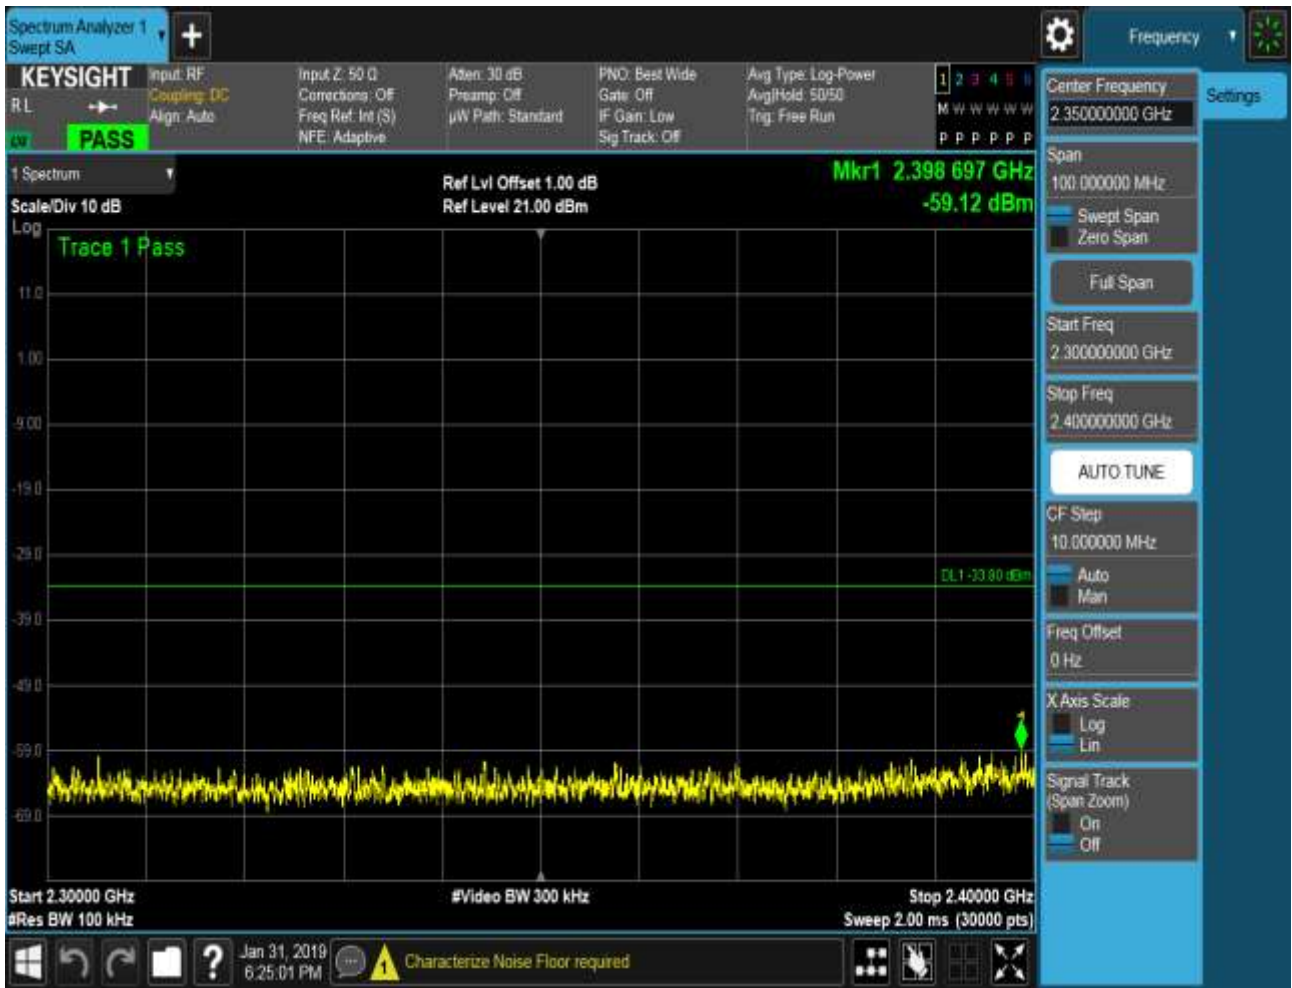 Spectrum Analyzer 1
Swept SA
+
Frequency
KEYSIGHT
R L
PASS
Input: RF
Coupling: DC
Align: Auto
Input Z: 50 Ω
Corrections: Off
Freq Ref: Int (S)
NFE: Adaptive
Atten: 30 dB
Preamp: Off
µW Path: Standard
PNO: Best Wide
Gate: Off
IF Gain: Low
Sig Track: Off
Avg Type: Log-Power
Avg|Hold: 50/50
Trig: Free Run
1 2 3 4 5 6
M W W W W W
P P P P P P
1 Spectrum
Scale/Div 10 dB
Ref Lvl Offset 1.00 dB
Ref Level 21.00 dBm
Mkr1 2.398 697 GHz
-59.12 dBm
Log
Trace 1 Pass
11.0
1.00
-9.00
-19.0
-29.0
DL1 -33.80 dBm
-39.0
-49.0
1
-59.0
-69.0
Start 2.30000 GHz
#Res BW 100 kHz
#Video BW 300 kHz
Stop 2.40000 GHz
Sweep 2.00 ms (30000 pts)
Center Frequency
2.350000000 GHz
Settings
Span
100.000000 MHz
Swept Span
Zero Span
Full Span
Start Freq
2.300000000 GHz
Stop Freq
2.400000000 GHz
AUTO TUNE
CF Step
10.000000 MHz
Auto
Man
Freq Offset
0 Hz
X Axis Scale
Log
Lin
Signal Track
(Span Zoom)
On
Off
?
Jan 31, 2019
6:25:01 PM
1
Characterize Noise Floor required